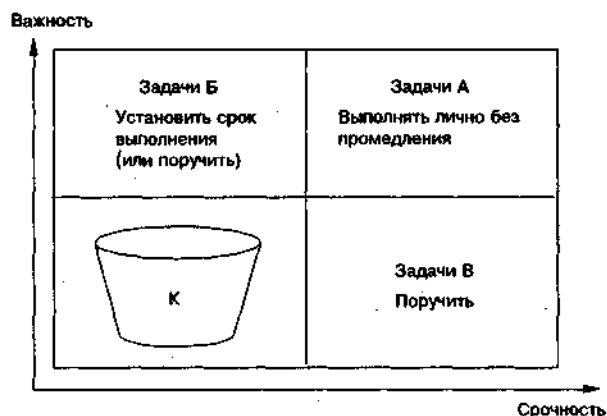 Важность
Задачи Б
Установить срок
выполнения
(или поручить)
Задачи А
Выполнять лично без
промедления
К
Задачи В
Поручить
Срочность